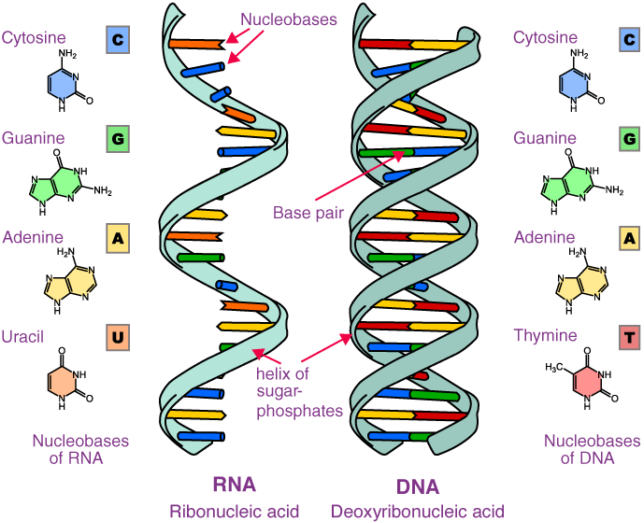 Nucleobases
Cytosine C
NH₂
N
N
H
O
Guanine G
O
N
NH
N
H
N
NH₂
Adenine A
H₂N
N
N
N
H
N
Uracil U
O
NH
N
H
O
Nucleobases
of RNA
Base pair
helix of
sugar-
phosphates
Cytosine C
NH₂
N
N
H
O
Guanine G
O
N
NH
N
H
N
NH₂
Adenine A
H₂N
N
N
N
H
N
Thymine T
O
H₃C
NH
N
H
O
Nucleobases
of DNA
RNA
Ribonucleic acid
DNA
Deoxyribonucleic acid